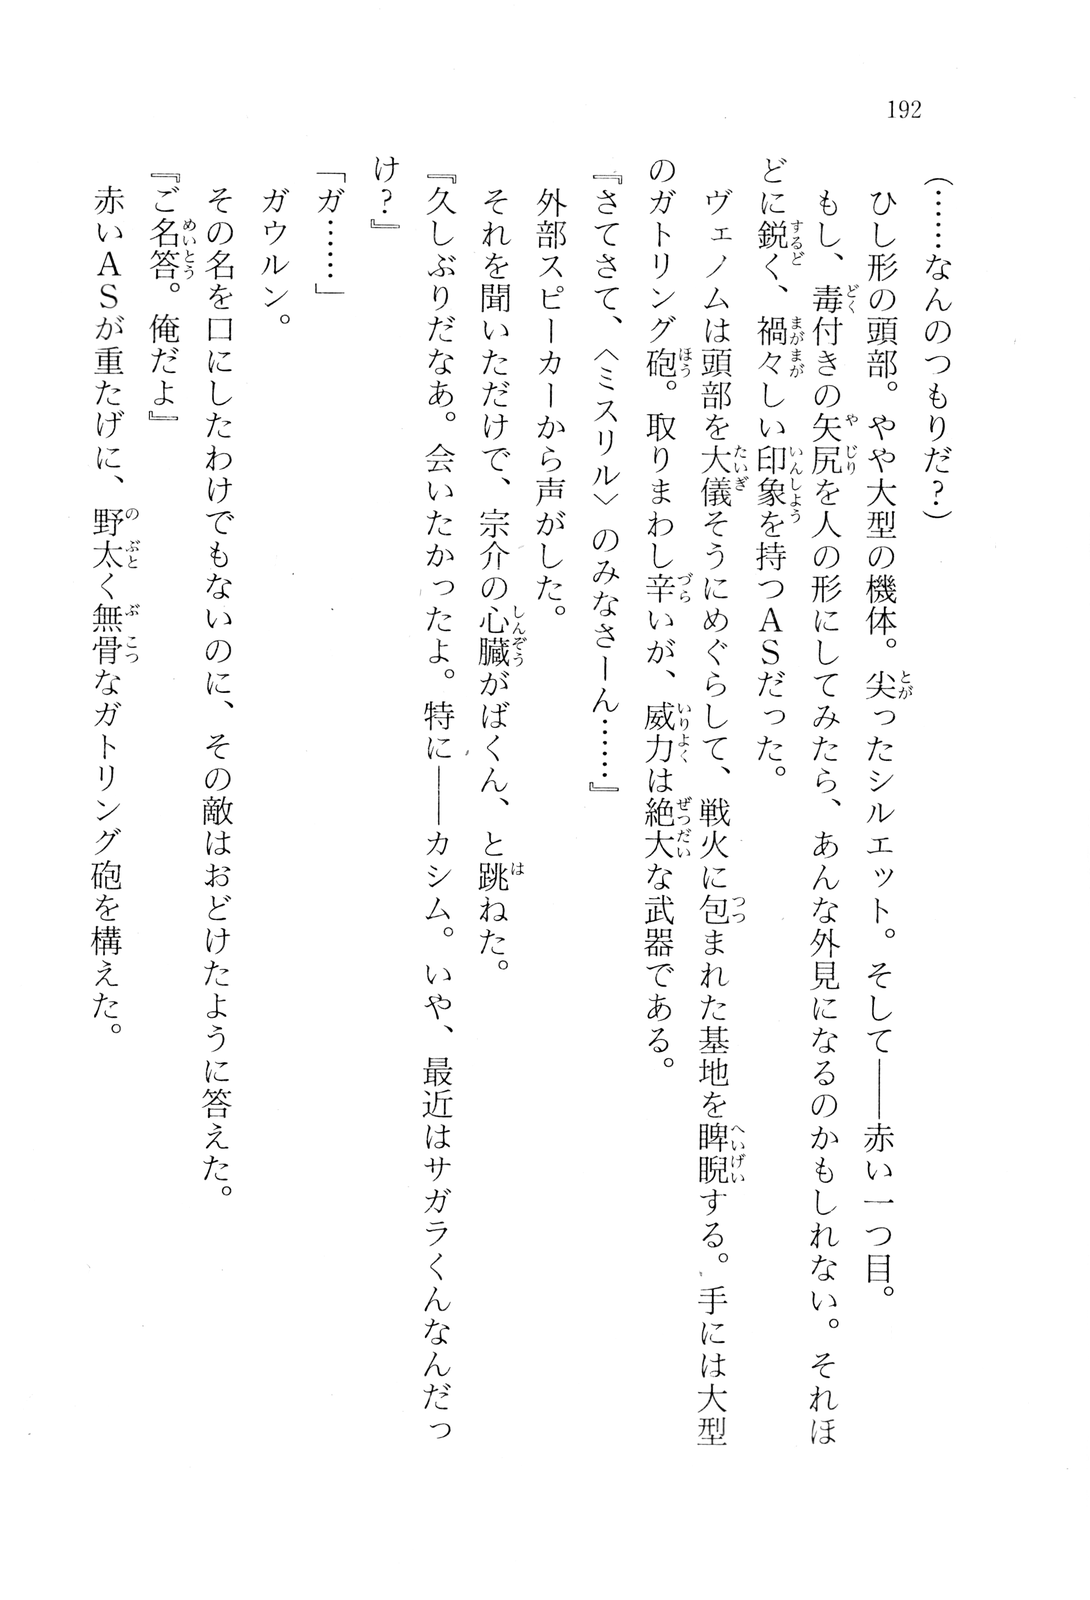 192
(……なんのつもりだ?)
ひし形の頭部。やや大型の機体。尖ったシルエット。そして――赤い一つ目。
もし、毒付きの矢尻を人の形にしてみたら、あんな外見になるのかもしれない。それほ
どに鋭く、禍々しい印象を持つASだった。
ヴェノムは頭部を大儀そうにめぐらして、戦火に包まれた基地を睥睨する。手には大型
のガトリング砲。取りまわし辛いが、威力は絶大な武器である。
『さてさて、〈ミスリル〉のみなさーん……』
外部スピーカーから声がした。
それを聞いただけで、宗介の心臓がばくん、と跳ねた。
『久しぶりだなあ。会いたかったよ。特に――カシム。いや、最近はサガラくんなんだっ
け?』
「ガ……」
ガウルン。
その名を口にしたわけでもないのに、その敵はおどけたように答えた。
『ご名答。俺だよ』
赤いASが重たげに、野太く無骨なガトリング砲を構えた。